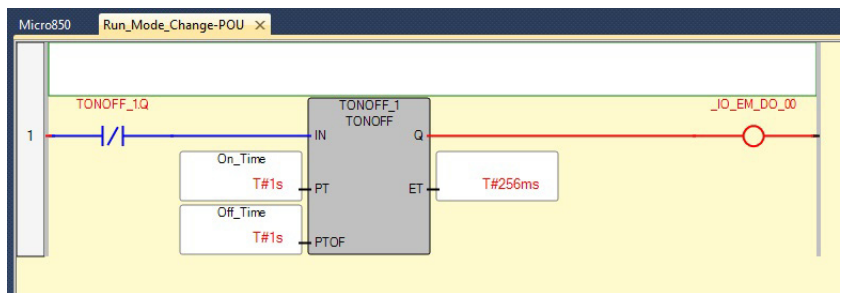 Micro850
Run_Mode_Change-POU ×
TONOFF_1.Q
TONOFF_1
TONOFF
_IO_EM_DO_00
1
IN
Q
On_Time
T#1s
PT
ET
T#256ms
Off_Time
T#1s
PTOF